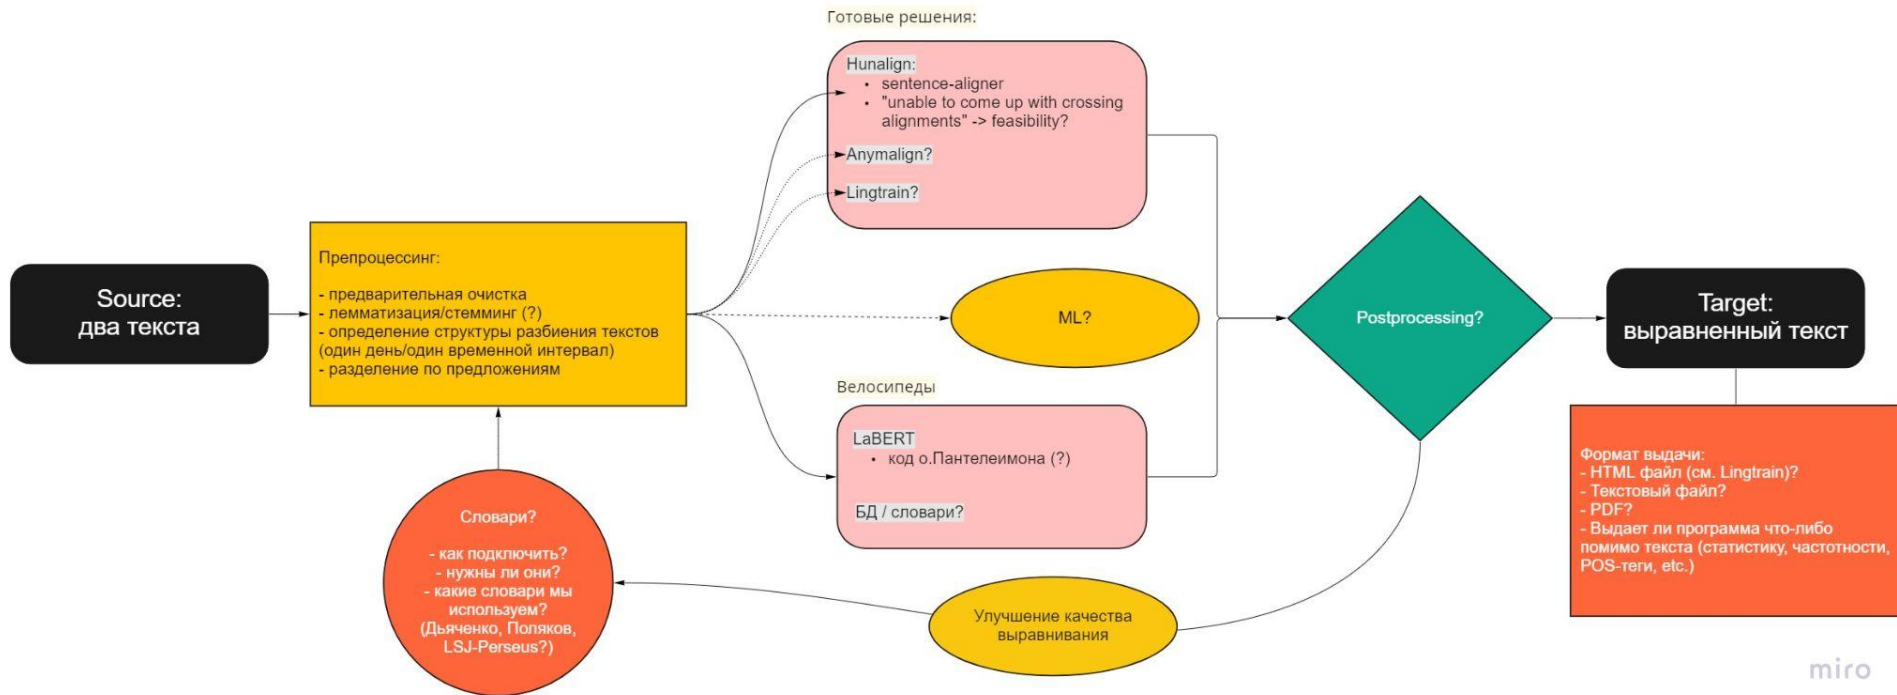 Готовые решения:
Hunalign:
• sentence-aligner
• "unable to come up with crossing
alignments" -> feasibility?
Anymalign?
Lingtrain?
Source:
два текста
Препроцессинг:
- предварительная очистка
- лемматизация/стемминг (?)
- определение структуры разбиения текстов
(один день/один временной интервал)
- разделение по предложениям
ML?
Postprocessing?
Target:
выравненный текст
Велосипеды
LaBERT
• код о.Пантелеимона (?)
БД / словари?
Формат выдачи:
- HTML файл (см. Lingtrain)?
- Текстовый файл?
- PDF?
- Выдает ли программа что-либо
помимо текста (статистику, частотности,
POS-теги, etc.)
Словари?
- как подключить?
- нужны ли они?
- какие словари мы
используем?
(Дьяченко, Поляков,
LSJ-Perseus?)
Улучшение качества
выравнивания
miro